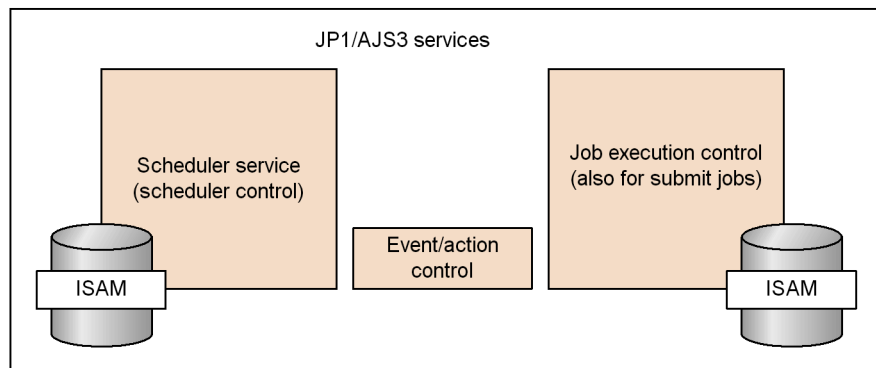 JP1/AJS3 services
Scheduler service
(scheduler control)
Job execution control
(also for submit jobs)
Event/action
control
ISAM
ISAM